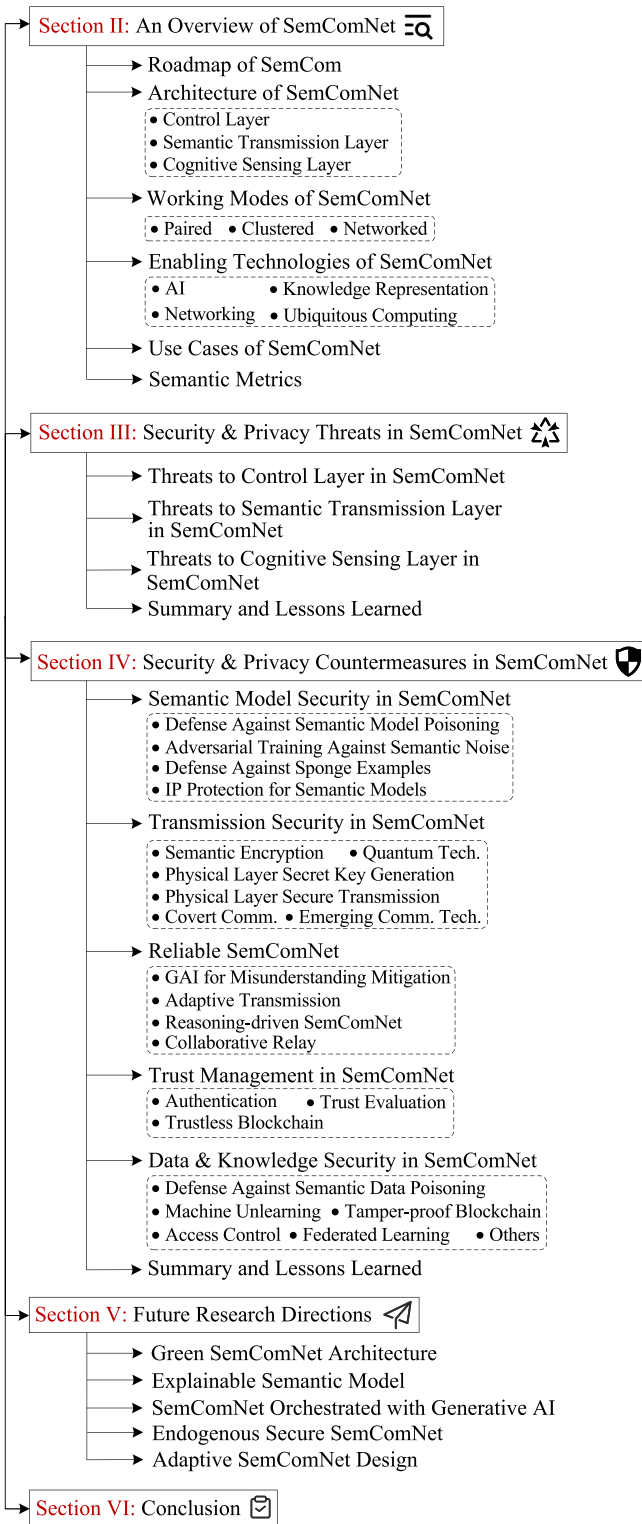 Section II: An Overview of SemComNet
Roadmap of SemCom
Architecture of SemComNet
• Control Layer
• Semantic Transmission Layer
• Cognitive Sensing Layer
Working Modes of SemComNet
• Paired • Clustered • Networked
Enabling Technologies of SemComNet
• AI • Knowledge Representation
• Networking • Ubiquitous Computing
Use Cases of SemComNet
Semantic Metrics
Section III: Security & Privacy Threats in SemComNet
Threats to Control Layer in SemComNet
Threats to Semantic Transmission Layer
in SemComNet
Threats to Cognitive Sensing Layer in
SemComNet
Summary and Lessons Learned
Section IV: Security & Privacy Countermeasures in SemComNet
Semantic Model Security in SemComNet
• Defense Against Semantic Model Poisoning
• Adversarial Training Against Semantic Noise
• Defense Against Sponge Examples
• IP Protection for Semantic Models
Transmission Security in SemComNet
• Semantic Encryption • Quantum Tech.
• Physical Layer Secret Key Generation
• Physical Layer Secure Transmission
• Covert Comm. • Emerging Comm. Tech.
Reliable SemComNet
• GAI for Misunderstanding Mitigation
• Adaptive Transmission
• Reasoning-driven SemComNet
• Collaborative Relay
Trust Management in SemComNet
• Authentication • Trust Evaluation
• Trustless Blockchain
Data & Knowledge Security in SemComNet
• Defense Against Semantic Data Poisoning
• Machine Unlearning • Tamper-proof Blockchain
• Access Control • Federated Learning • Others
Summary and Lessons Learned
Section V: Future Research Directions
Green SemComNet Architecture
Explainable Semantic Model
SemComNet Orchestrated with Generative AI
Endogenous Secure SemComNet
Adaptive SemComNet Design
Section VI: Conclusion